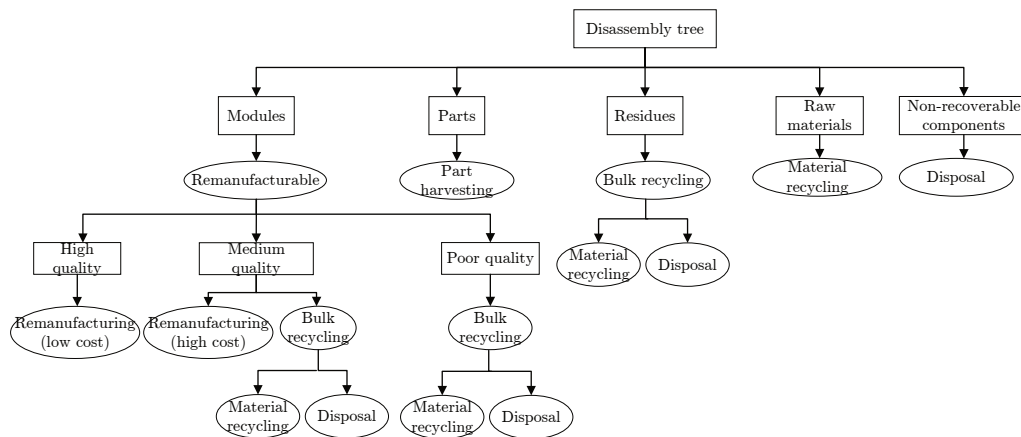 Disassembly tree
Modules
Parts
Residues
Raw
materials
Non-recoverable
components
Remanufacturable
Part
harvesting
Bulk recycling
Material
recycling
Disposal
High
quality
Medium
quality
Poor quality
Material
recycling
Disposal
Remanufacturing
(low cost)
Remanufacturing
(high cost)
Bulk
recycling
Bulk
recycling
Material
recycling
Disposal
Material
recycling
Disposal